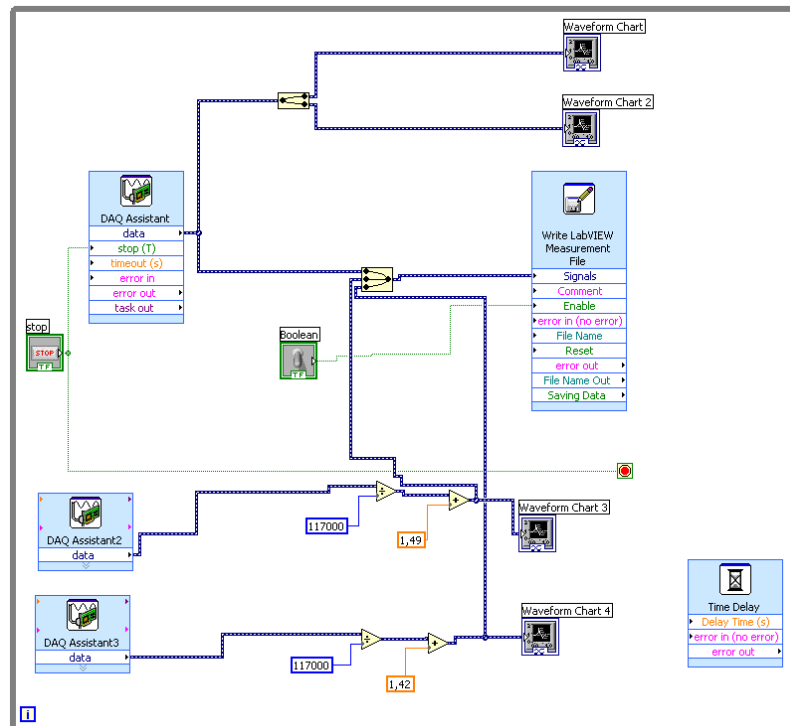 Waveform Chart
Waveform Chart 2
DAQ Assistant
data
stop (T)
timeout (s)
error in
error out
task out
Write LabVIEW
Measurement
File
Signals
Comment
Enable
error in (no error)
File Name
Reset
error out
File Name Out
Saving Data
stop
STOP
TF
Boolean
TF
DAQ Assistant2
data
117000
1,49
Waveform Chart 3
DAQ Assistant3
data
117000
1,42
Waveform Chart 4
Time Delay
Delay Time (s)
error in (no error)
error out
i